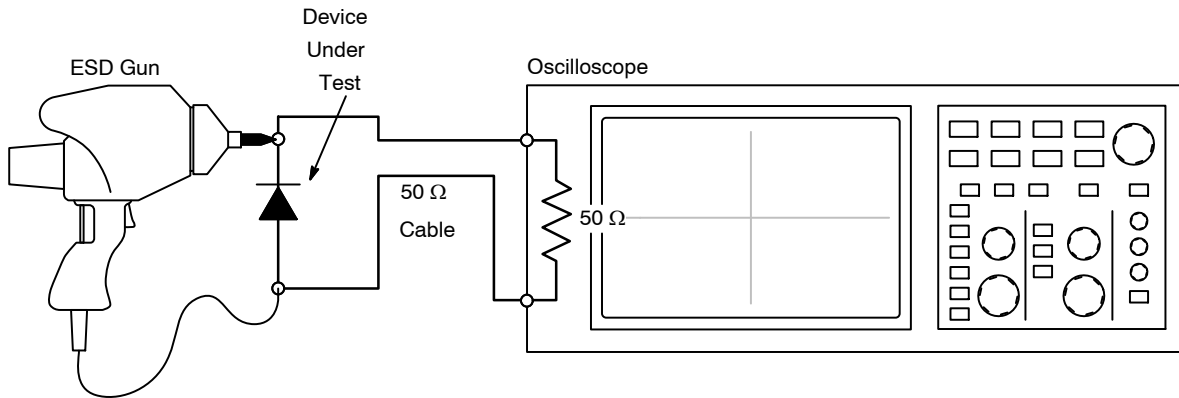 Device
Under
Test
ESD Gun
Oscilloscope
50 Ω
Cable
50 Ω